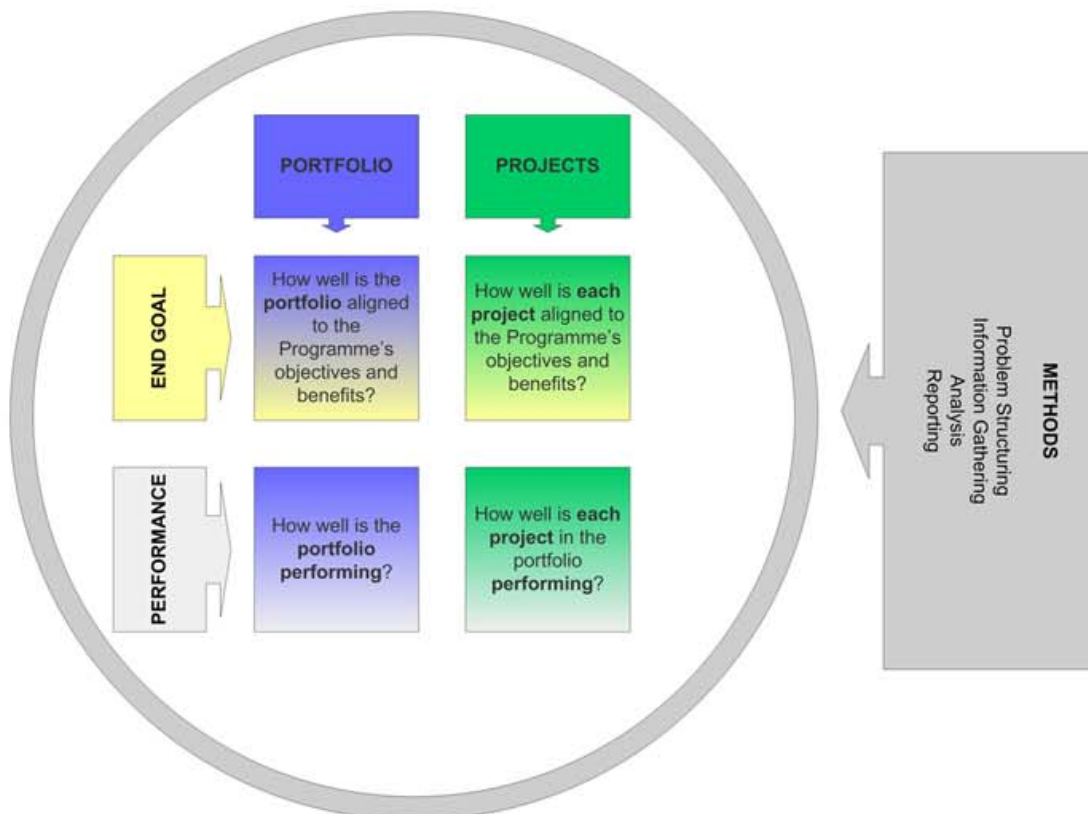 PORTFOLIO
PROJECTS
END GOAL
How well is the
portfolio aligned
to the
Programme's
objectives and
benefits?
How well is each
project aligned to
the Programme's
objectives and
benefits?
PERFORMANCE
How well is the
portfolio
performing?
How well is each
project in the
portfolio
performing?
METHODS
Problem Structuring
Information Gathering
Analysis
Reporting